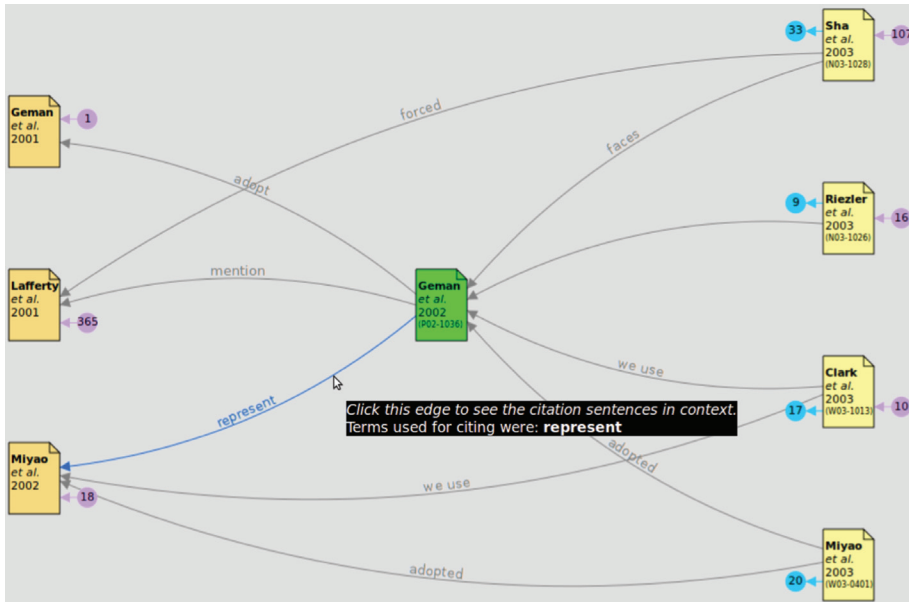 Geman
et al.
2001
1
Lafferty
et al.
2001
365
Miyao
et al.
2002
18
adopt
mention
represent
forced
faces
we use
we use
adopted
adopted
Geman
et al.
2002
(P02-1036)
Click this edge to see the citation sentences in context.
Terms used for citing were: represent
33
Sha
et al.
2003
(N03-1028)
107
9
Riezler
et al.
2003
(N03-1026)
16
Clark
et al.
2003
(W03-1013)
17
10
Miyao
et al.
2003
(W03-0401)
20